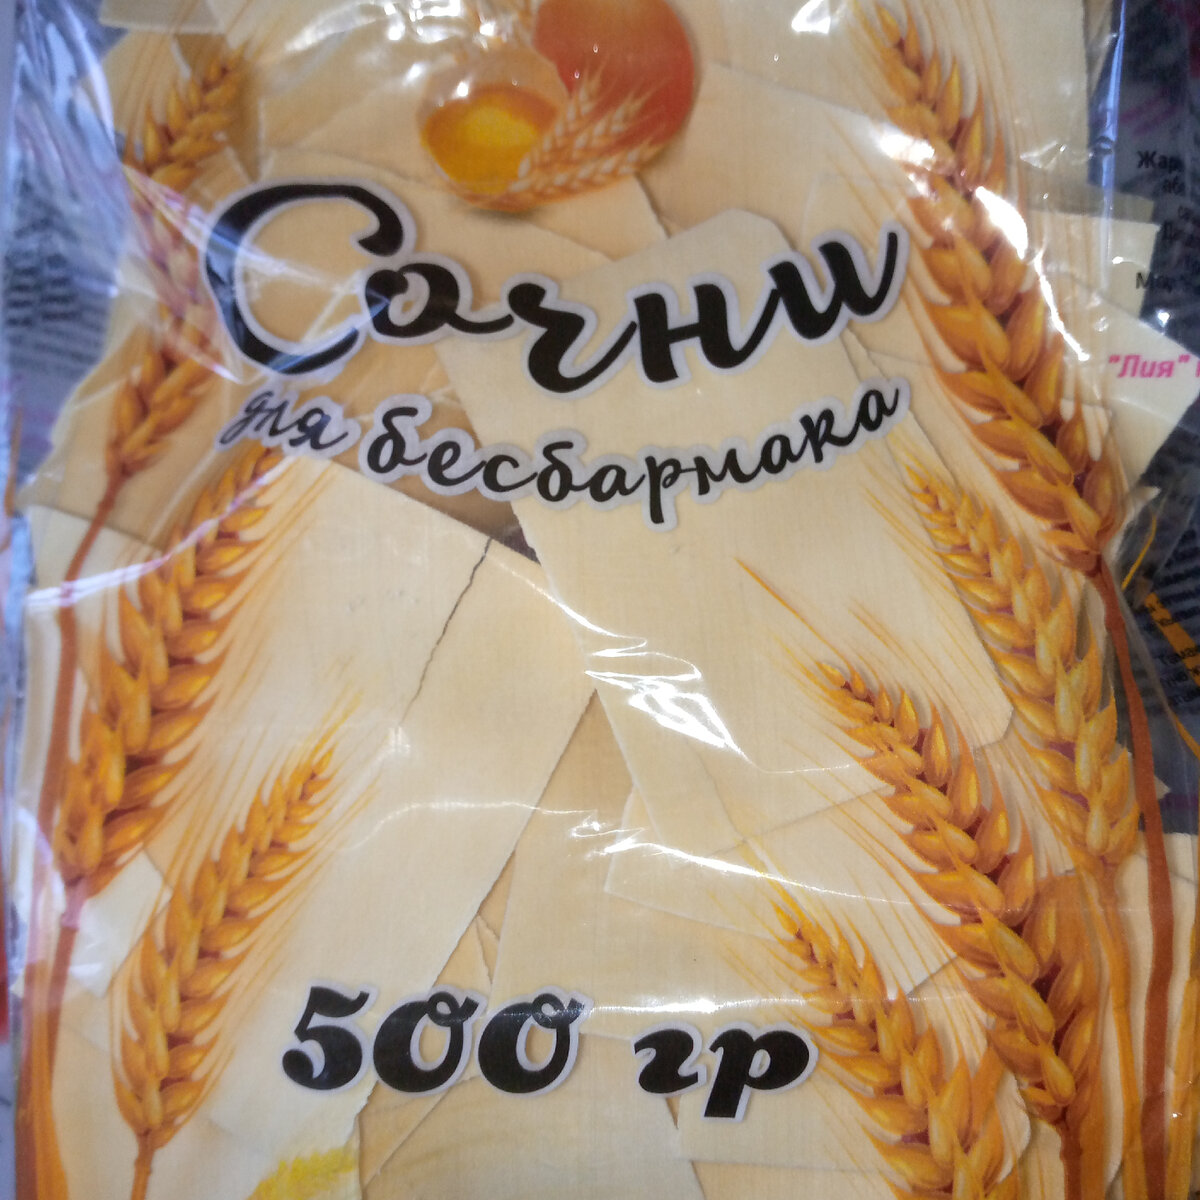 Сочни
для бесбармака
"Лия"
500 гр